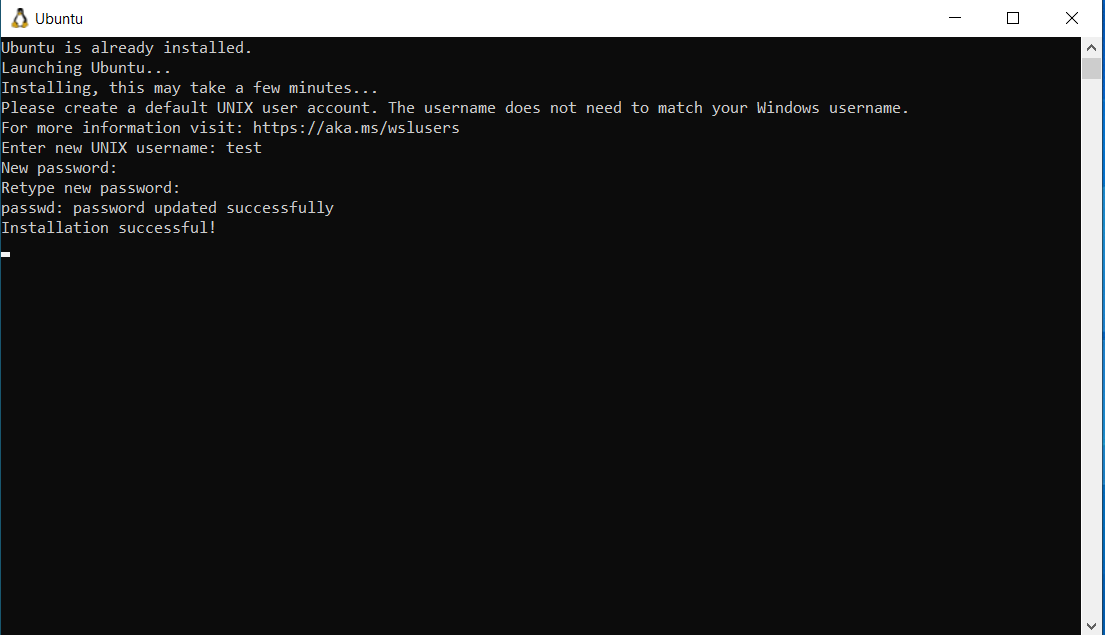 Ubuntu
Ubuntu is already installed.
Launching Ubuntu...
Installing, this may take a few minutes...
Please create a default UNIX user account. The username does not need to match your Windows username.
For more information visit: https://aka.ms/wslusers
Enter new UNIX username: test
New password:
Retype new password:
passwd: password updated successfully
Installation successful!